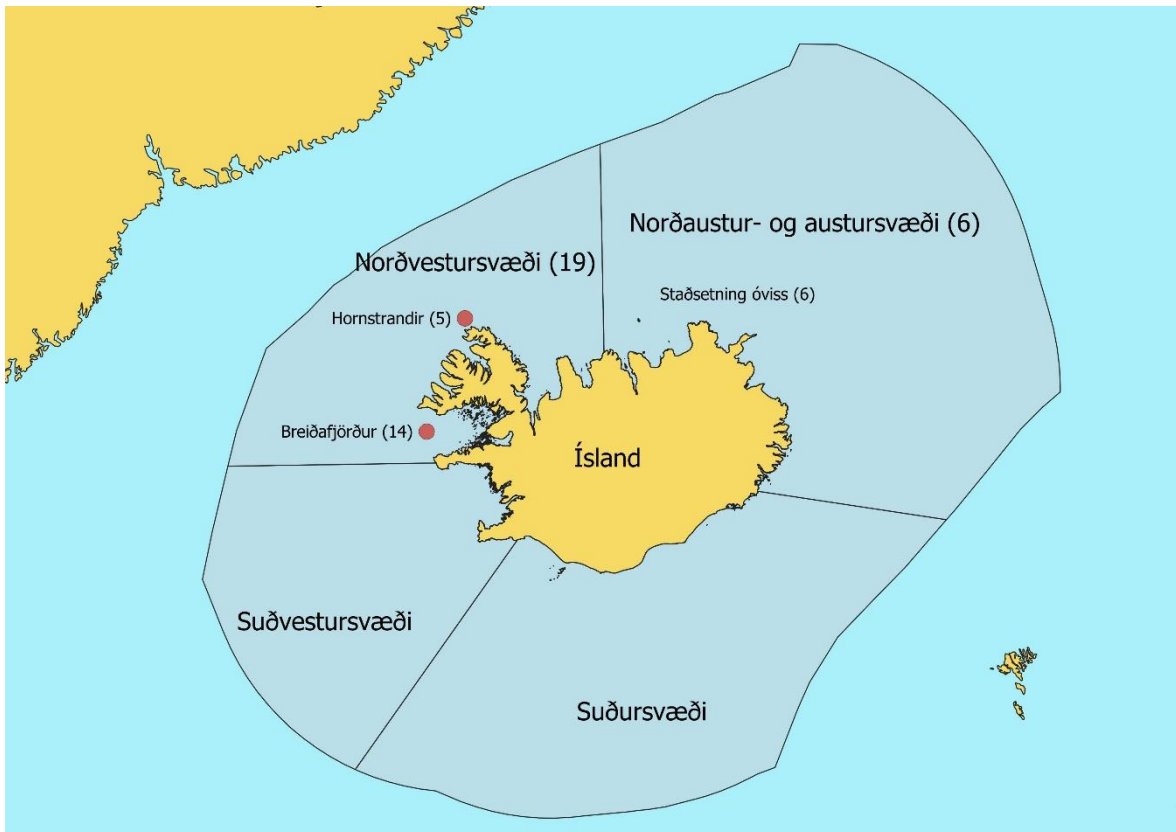 Norðaustur- og austursvæði (6)
Norðvestursvæði (19)
Staðsetning óviss (6)
Hornstrandir (5)
Breiðafjörður (14)
Ísland
Suðvestursvæði
Suðursvæði